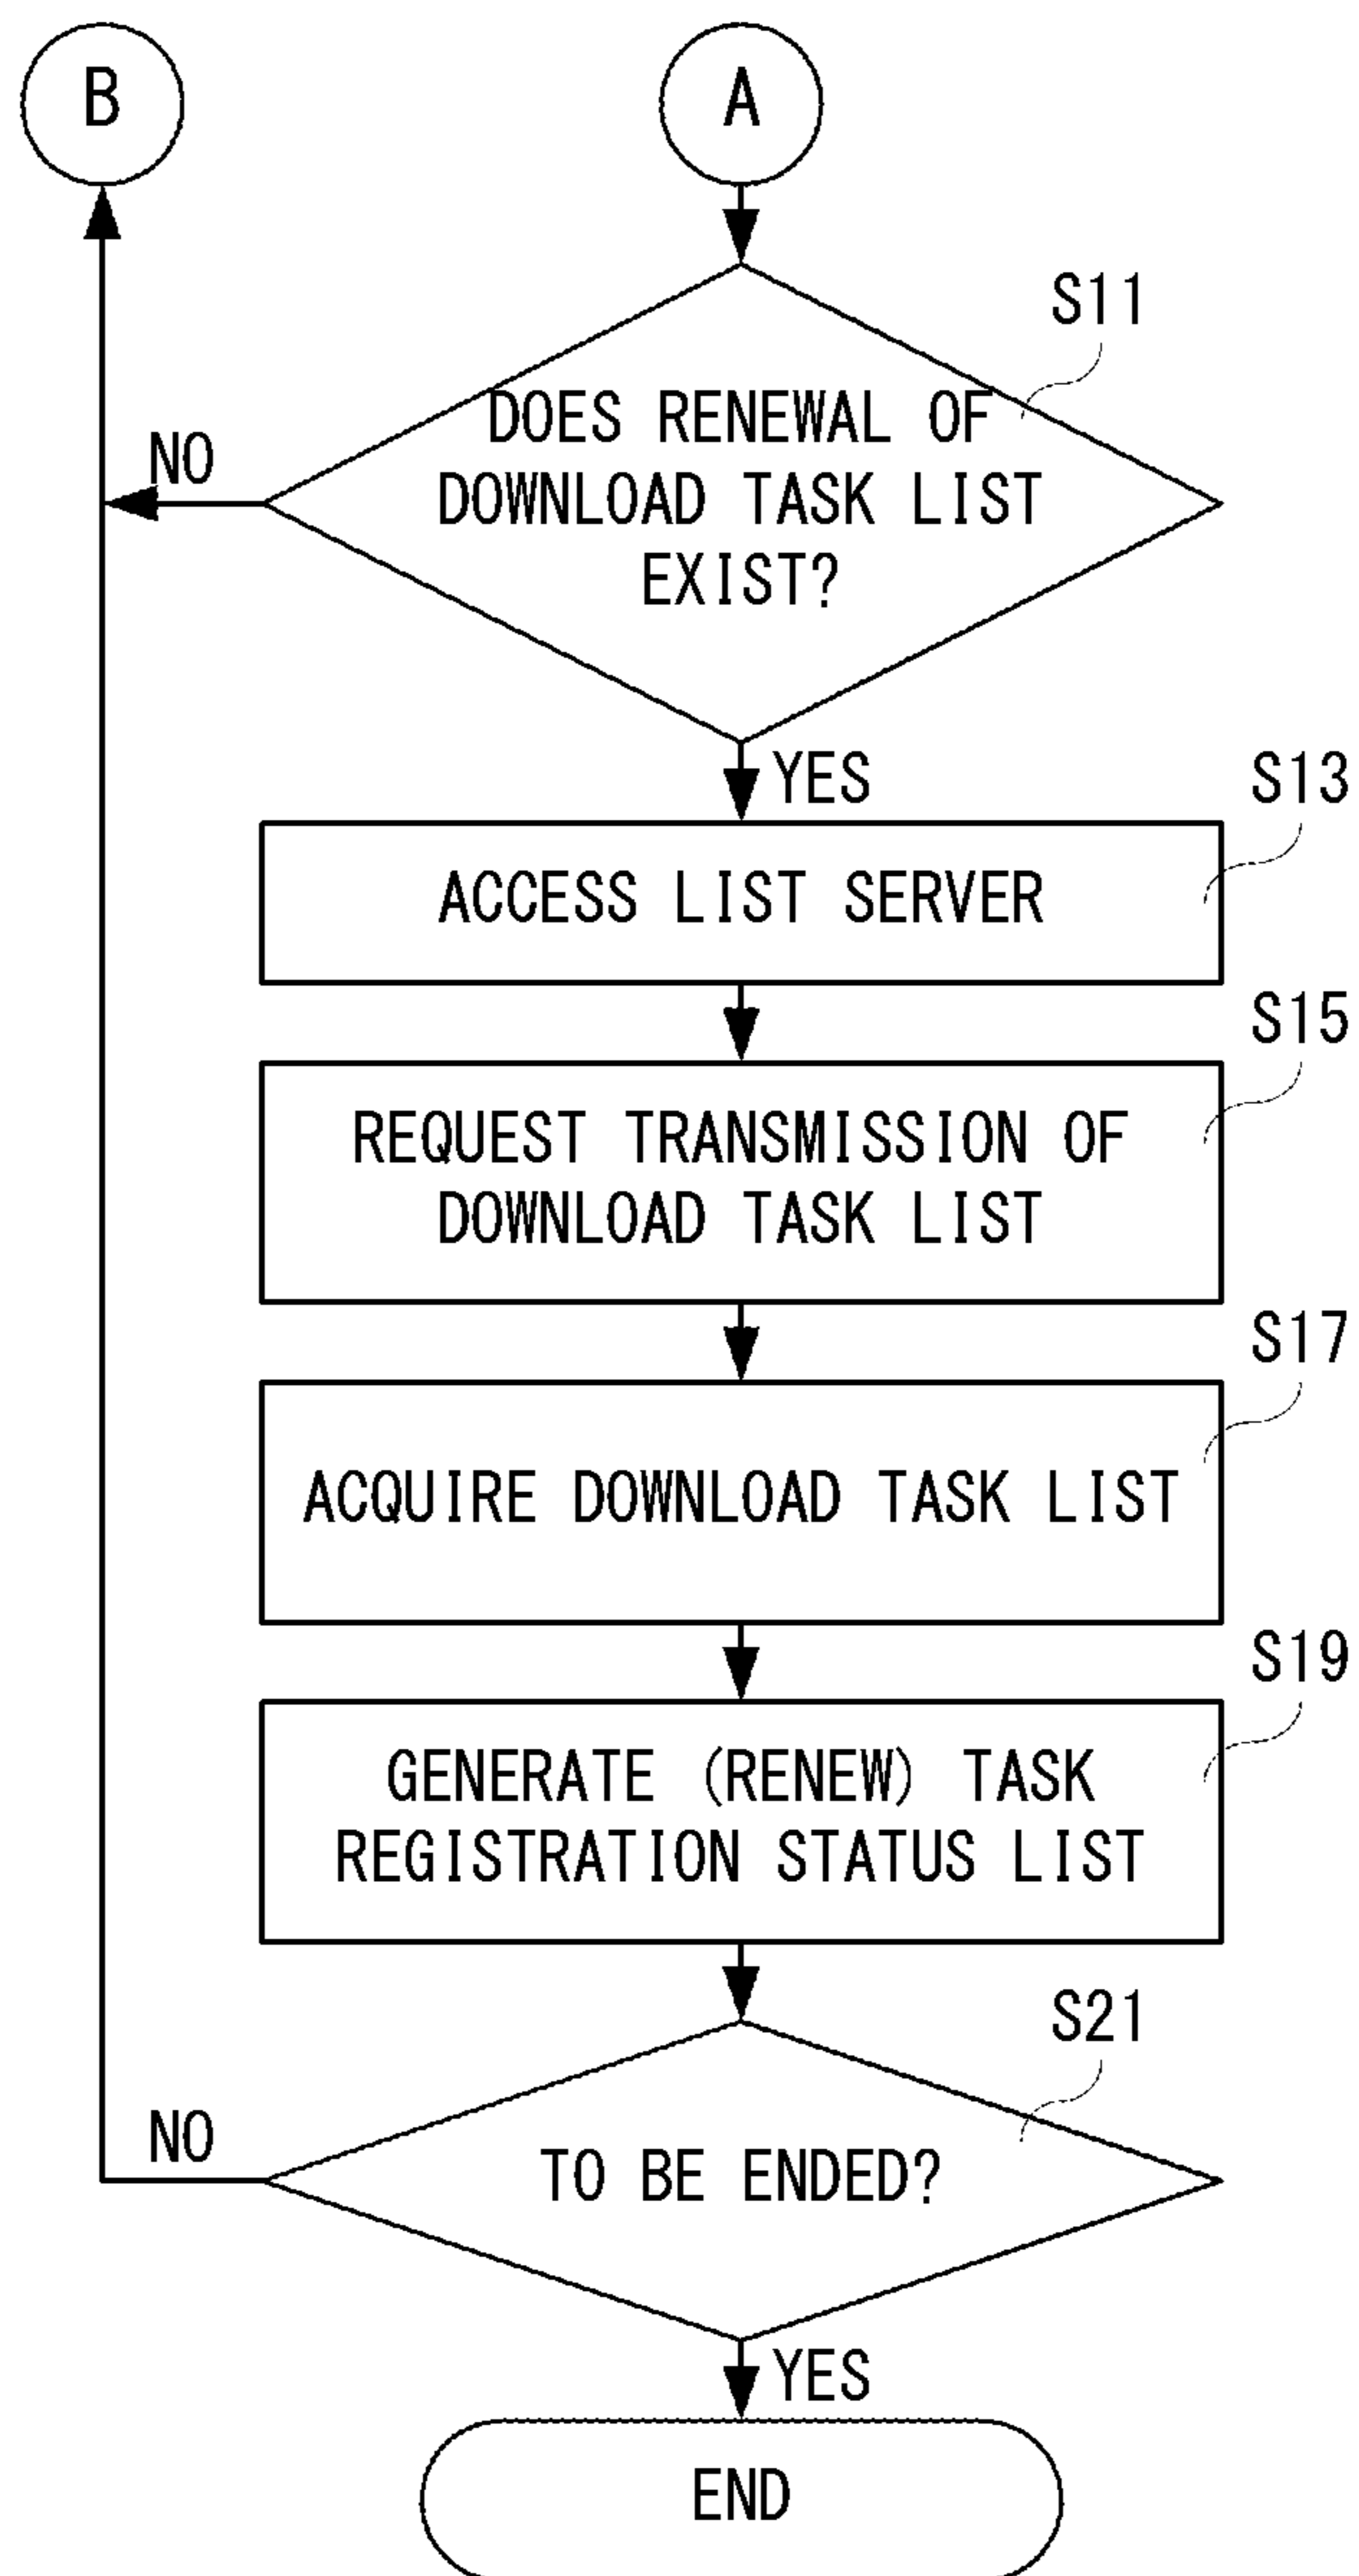 B
A
S11
DOES RENEWAL OF
DOWNLOAD TASK LIST
EXIST?
NO
YES
S13
ACCESS LIST SERVER
S15
REQUEST TRANSMISSION OF
DOWNLOAD TASK LIST
S17
ACQUIRE DOWNLOAD TASK LIST
S19
GENERATE (RENEW) TASK
REGISTRATION STATUS LIST
S21
NO
TO BE ENDED?
YES
END